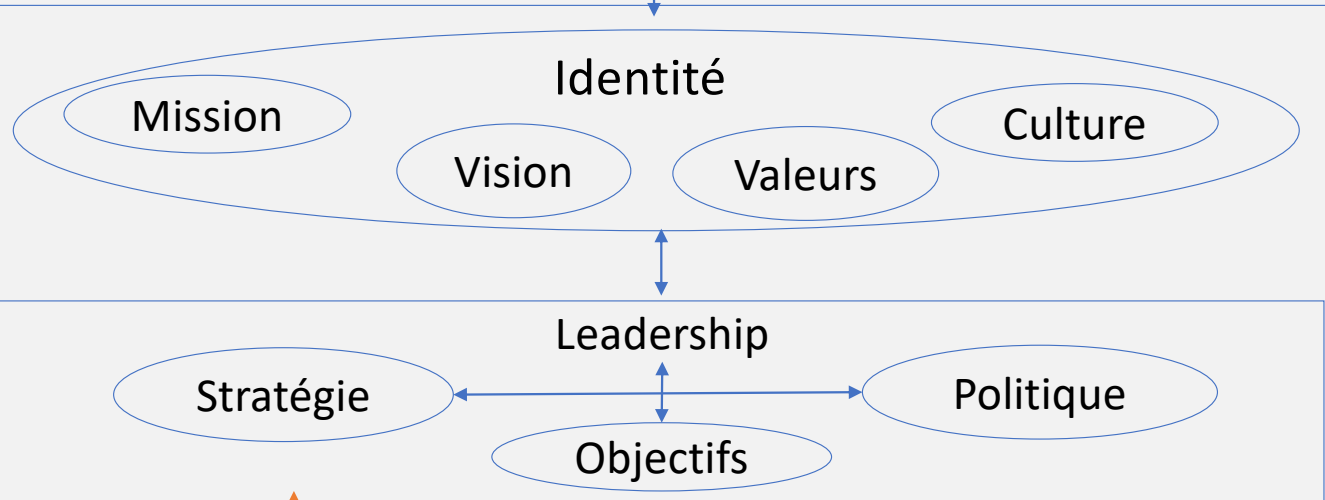 Identité
Mission
Vision
Valeurs
Culture
Leadership
Stratégie
Politique
Objectifs